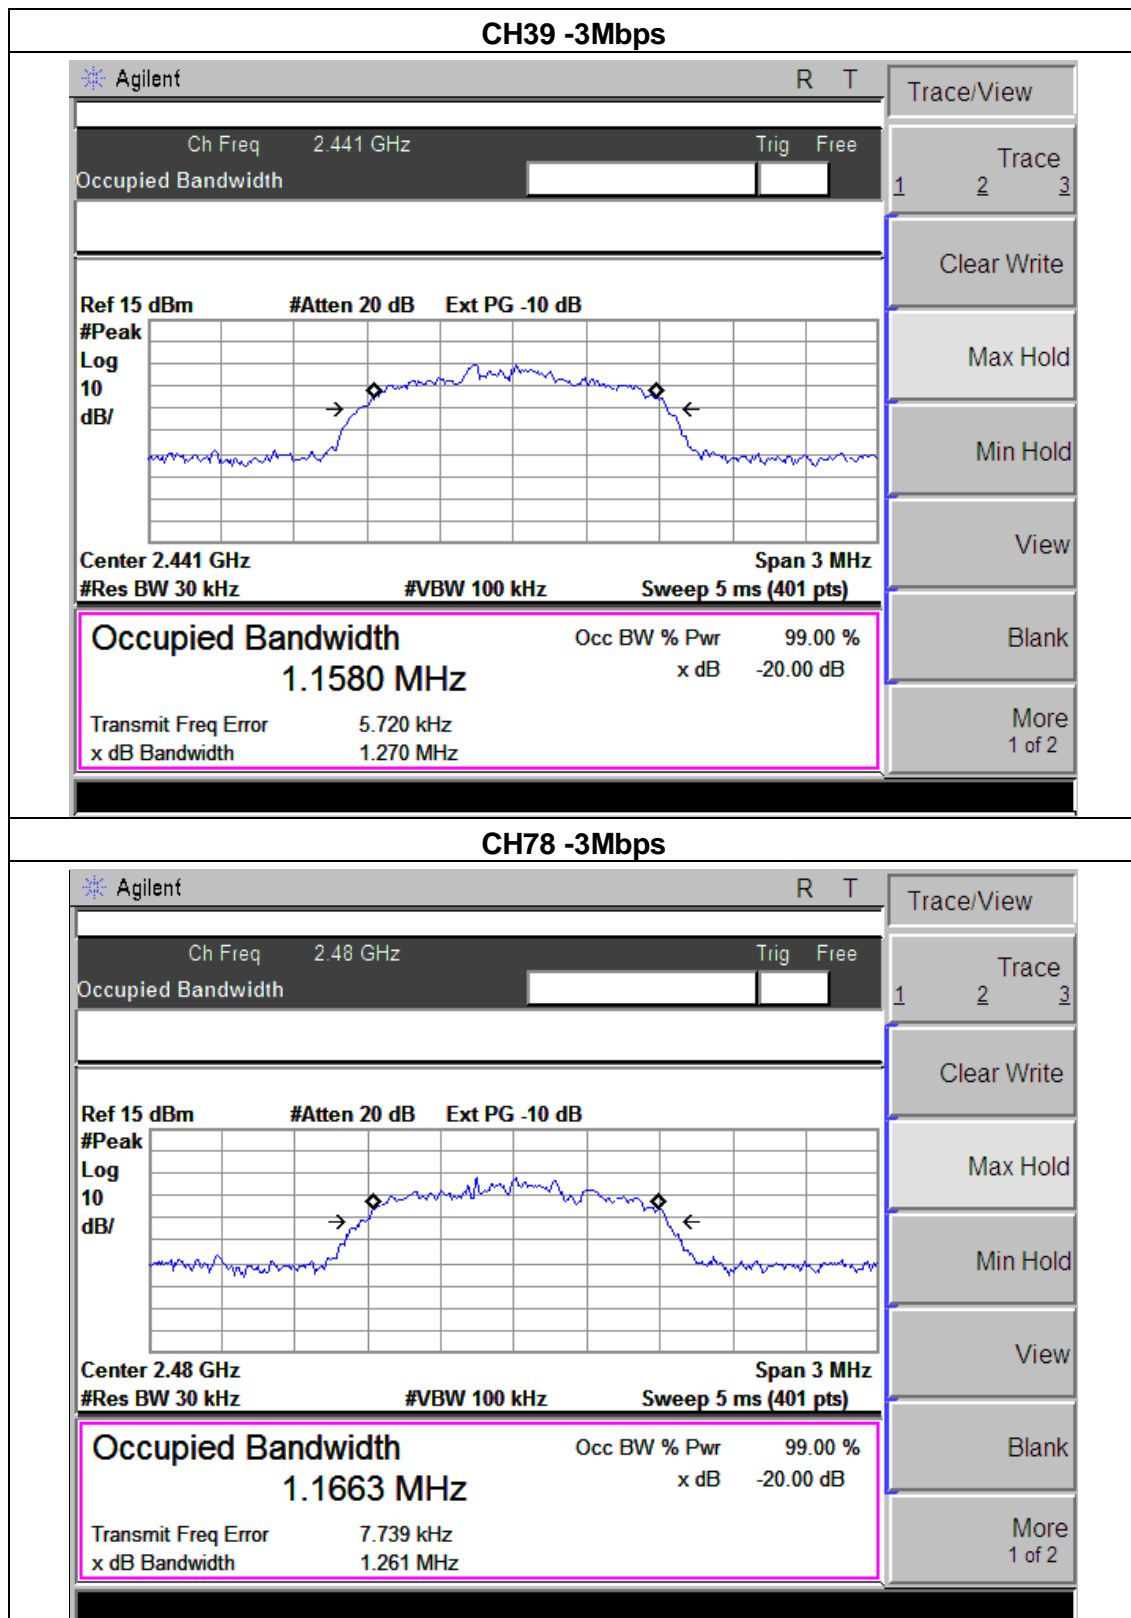 CH39 -3Mbps
Agilent R T
Trace/View
Ch Freq 2.441 GHz Trig Free
Occupied Bandwidth
Trace
1 2 3
Clear Write
Ref 15 dBm #Atten 20 dB Ext PG -10 dB
#Peak
Log
10
dB/
Max Hold
Min Hold
View
Center 2.441 GHz Span 3 MHz
#Res BW 30 kHz #VBW 100 kHz Sweep 5 ms (401 pts)
Occupied Bandwidth Occ BW % Pwr 99.00 %
1.1580 MHz x dB -20.00 dB
Blank
Transmit Freq Error 5.720 kHz
x dB Bandwidth 1.270 MHz
More
1 of 2
CH78 -3Mbps
Agilent R T
Trace/View
Ch Freq 2.48 GHz Trig Free
Occupied Bandwidth
Trace
1 2 3
Clear Write
Ref 15 dBm #Atten 20 dB Ext PG -10 dB
#Peak
Log
10
dB/
Max Hold
Min Hold
View
Center 2.48 GHz Span 3 MHz
#Res BW 30 kHz #VBW 100 kHz Sweep 5 ms (401 pts)
Occupied Bandwidth Occ BW % Pwr 99.00 %
1.1663 MHz x dB -20.00 dB
Blank
Transmit Freq Error 7.739 kHz
x dB Bandwidth 1.261 MHz
More
1 of 2